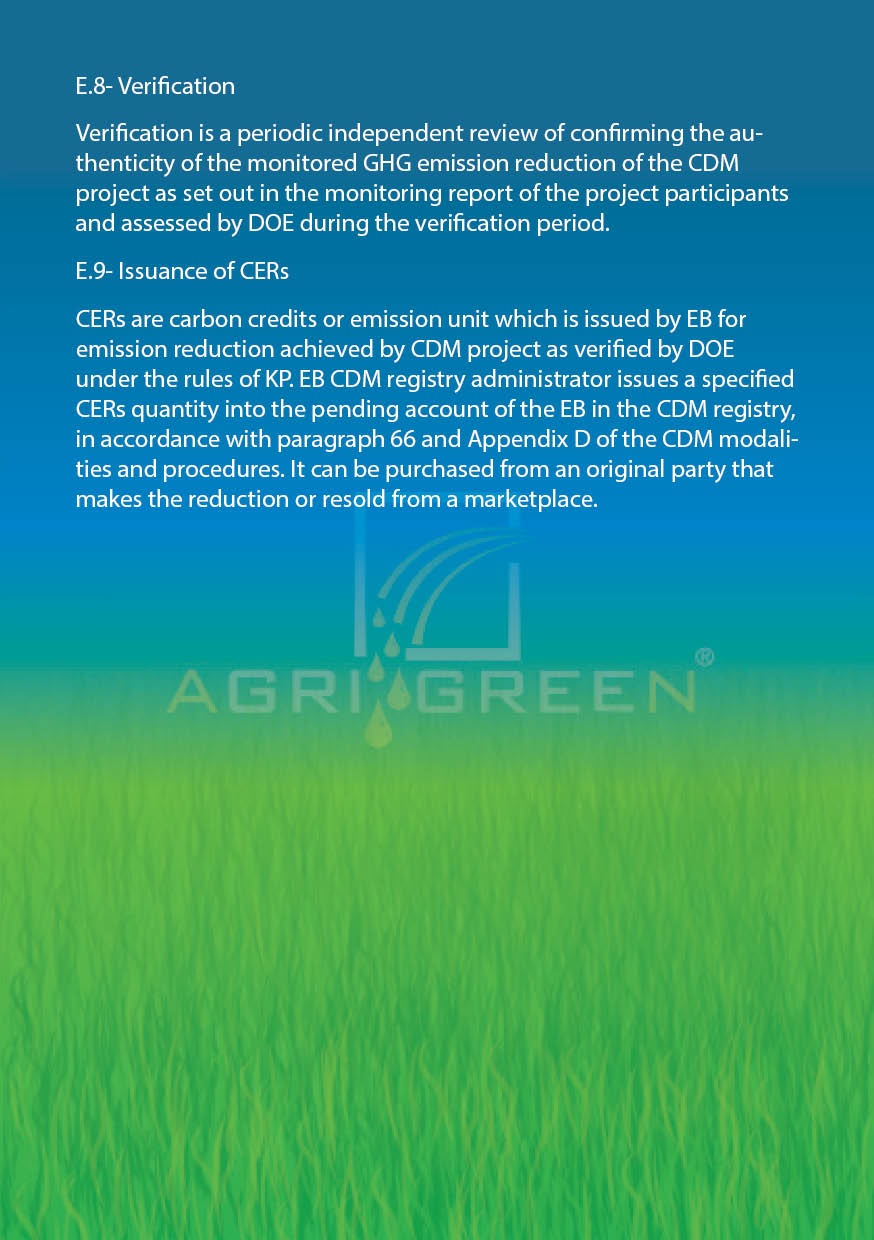 E.8- Verification
Verification is a periodic independent review of confirming the au-
thenticity of the monitored GHG emission reduction of the CDM
project as set out in the monitoring report of the project participants
and assessed by DOE during the verification period.
E.9- Issuance of CERs
CERs are carbon credits or emission unit which is issued by EB for
emission reduction achieved by CDM project as verified by DOE
under the rules of KP. EB CDM registry administrator issues a specified
CERs quantity into the pending account of the EB in the CDM registry,
in accordance with paragraph 66 and Appendix D of the CDM modali-
ties and procedures. It can be purchased from an original party that
makes the reduction or resold from a marketplace.
AGRI GREEN ®